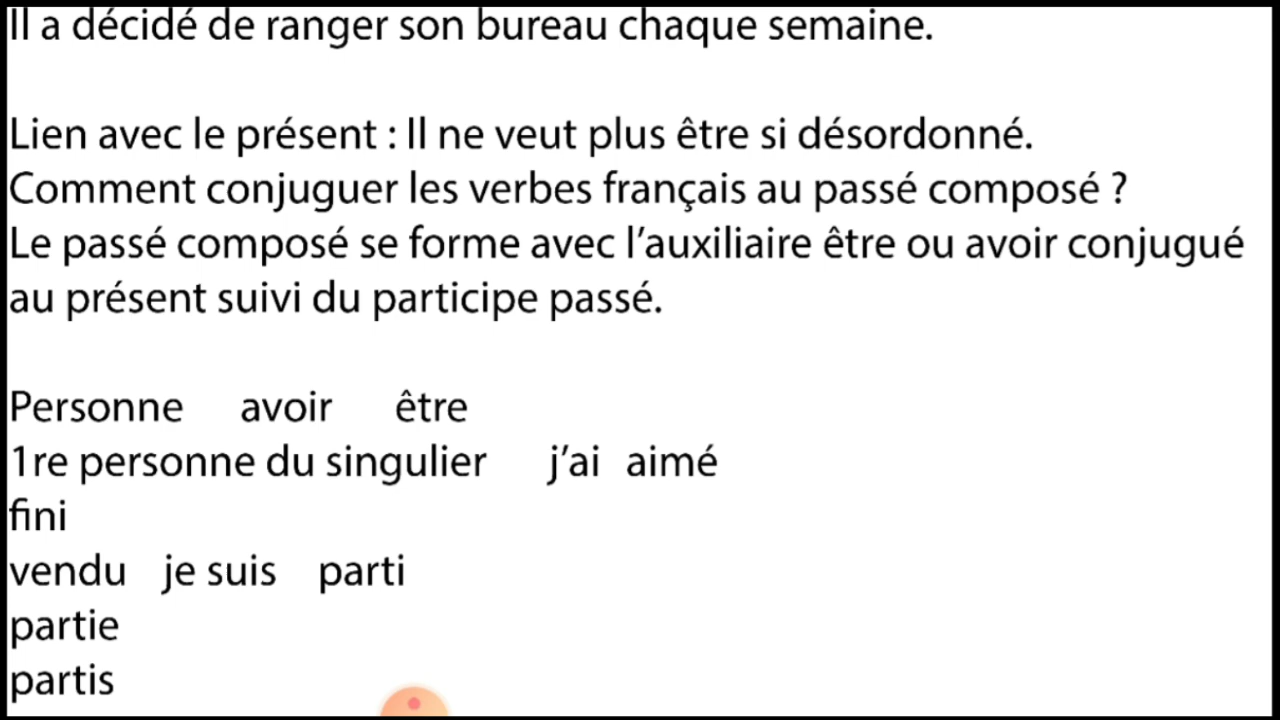 Il a décidé de ranger son bureau chaque semaine.
Lien avec le présent : Il ne veut plus être si désordonné.
Comment conjuguer les verbes français au passé composé ?
Le passé composé se forme avec l’auxiliaire être ou avoir conjugué
au présent suivi du participe passé.
Personne avoir être
1re personne du singulier j’ai aimé
fini
vendu je suis parti
partie
partis